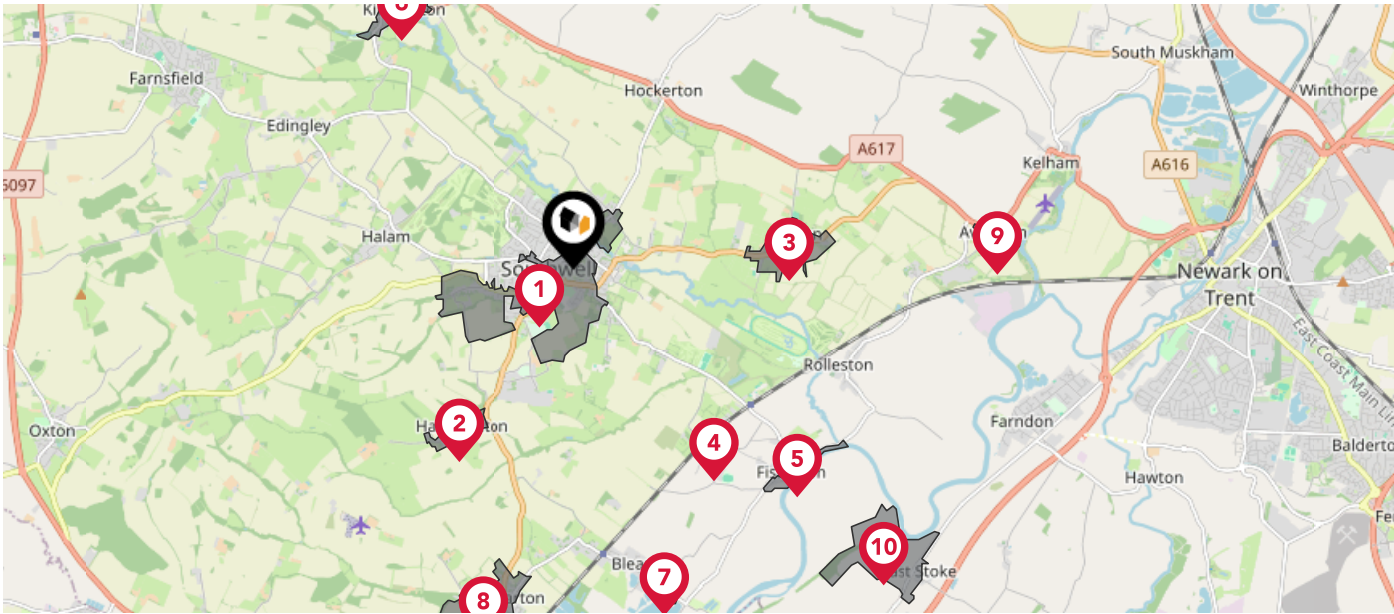 South Muskham
Farnsfield
Hockerton
Winthorpe
Edingley
A617
Kelham
A616
Halam
3
9
Newark on
Trent
1
East Coast Main
Rolleston
2
Oxton
4
Farndon
5
Balderto
Hawton
10
7
8